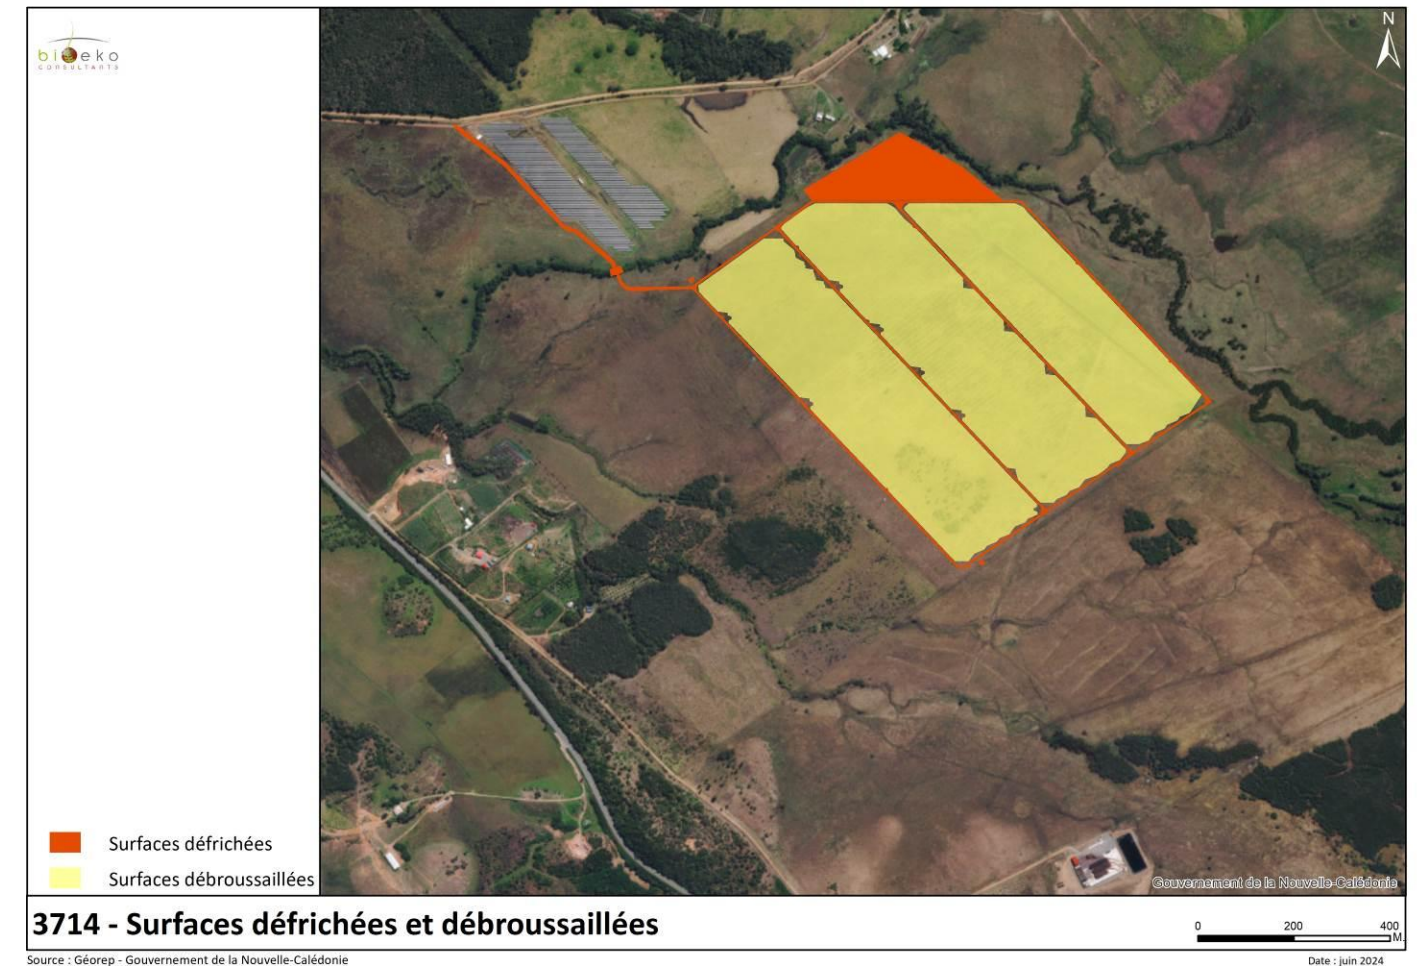 bioeko
CONSULTANTS
N
Surfaces défrichées
Surfaces débroussaillées
Gouvernement de la Nouvelle-Calédonie
3714 - Surfaces défrichées et débroussaillées
0 200 400
M.
Source : Géorep - Gouvernement de la Nouvelle-Calédonie
Date : juin 2024